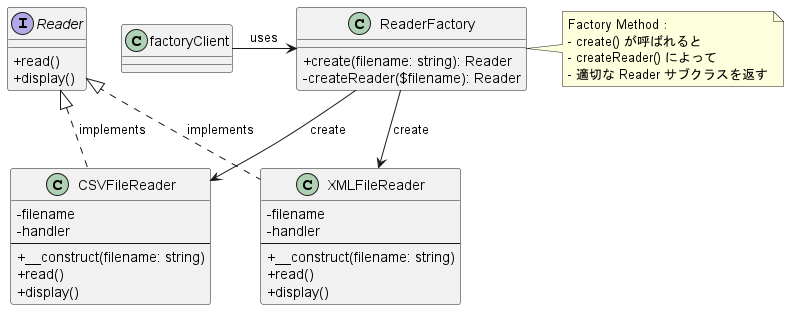 I Reader
+read()
+display()
C factoryClient
uses
C ReaderFactory
+create(filename: string): Reader
-createReader($filename): Reader
Factory Method :
- create() が呼ばれると
- createReader() によって
- 適切な Reader サブクラスを返す
implements
implements
create
create
C CSVFileReader
-filename
-handler
+__construct(filename: string)
+read()
+display()
C XMLFileReader
-filename
-handler
+__construct(filename: string)
+read()
+display()